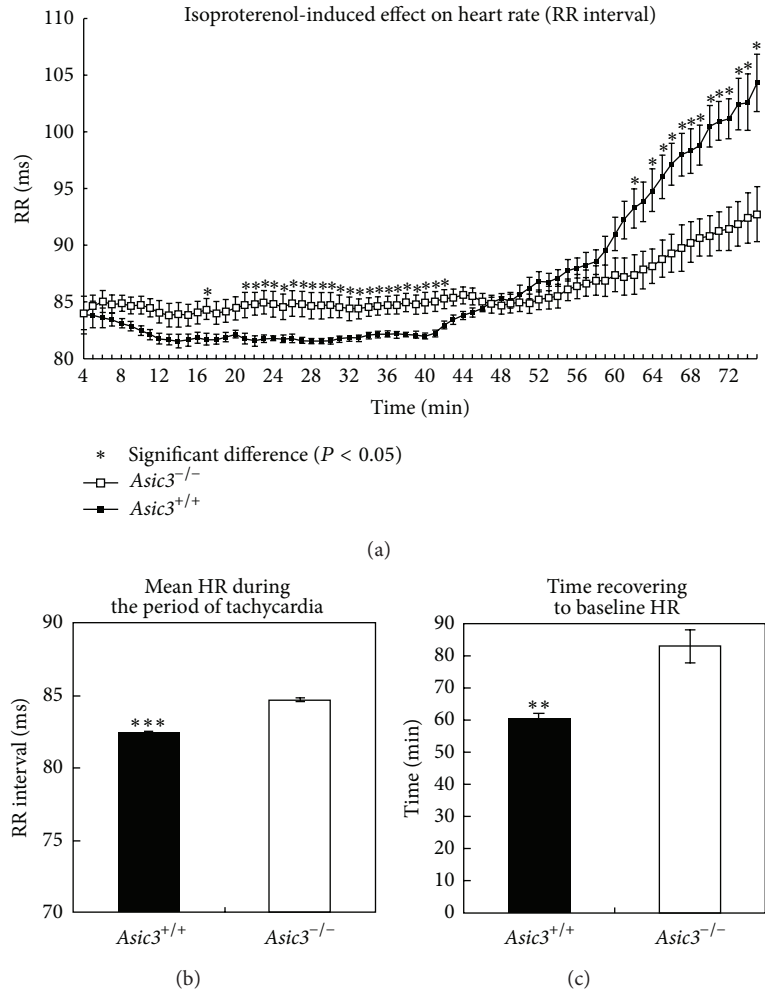 Isoproterenol-induced effect on heart rate (RR interval)
110
105
100
95
90
85
80
RR (ms)
* * * * * * * * * * * * * * * * * * * * * * * * * * * * * * * * * * * *
4 8 12 16 20 24 28 32 36 40 44 48 52 56 60 64 68 72
Time (min)
* Significant difference (P < 0.05)
Asic3−/−
Asic3+/+
(a)
Mean HR during
the period of tachycardia
90
85
80
75
70
RR interval (ms)
***
Asic3+/+ Asic3−/−
(b)
Time recovering
to baseline HR
90
80
70
60
50
40
30
20
10
0
Time (min)
**
Asic3+/+ Asic3−/−
(c)